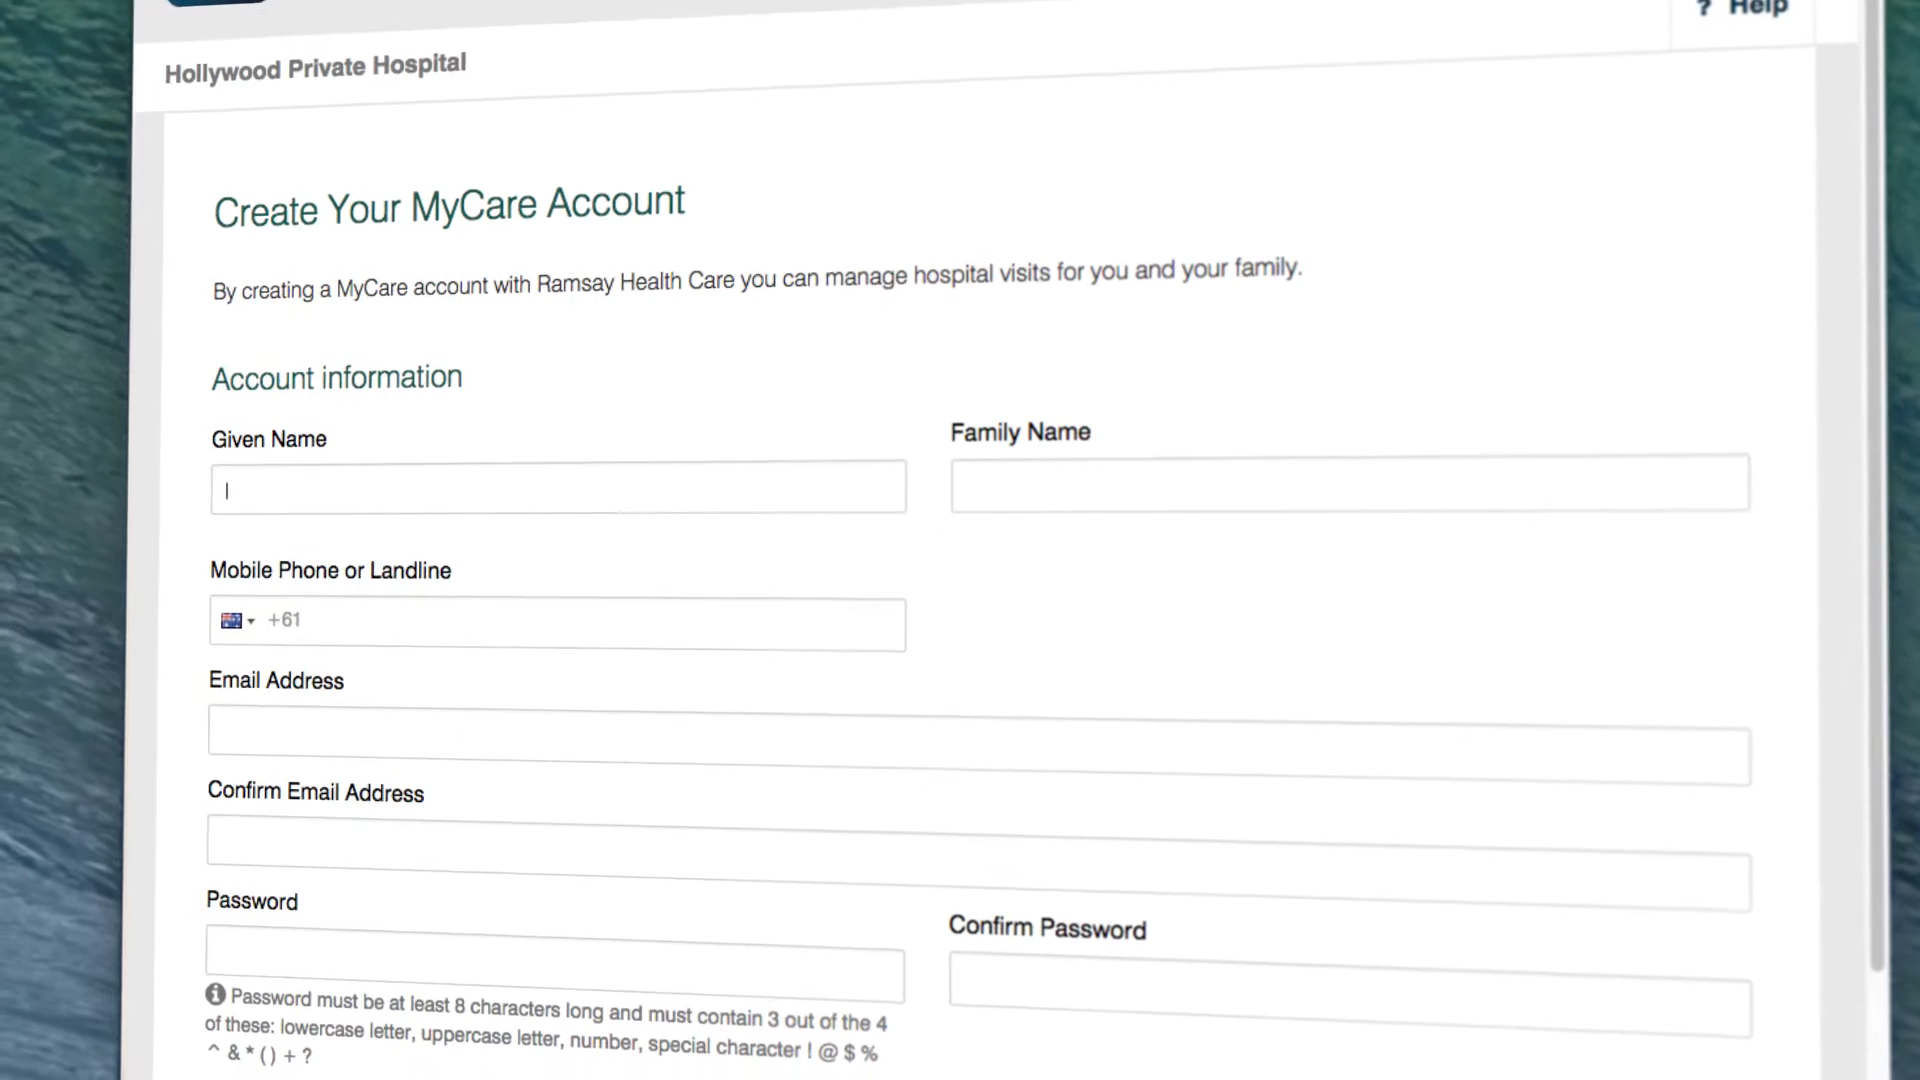 ? Help
Hollywood Private Hospital
Create Your MyCare Account
By creating a MyCare account with Ramsay Health Care you can manage hospital visits for you and your family.
Account information
Given Name
Family Name
Mobile Phone or Landline
+61
Email Address
Confirm Email Address
Password
Confirm Password
Password must be at least 8 characters long and must contain 3 out of the 4
of these: lowercase letter, uppercase letter, number, special character ! @ $ %
^ & * ( ) + ?